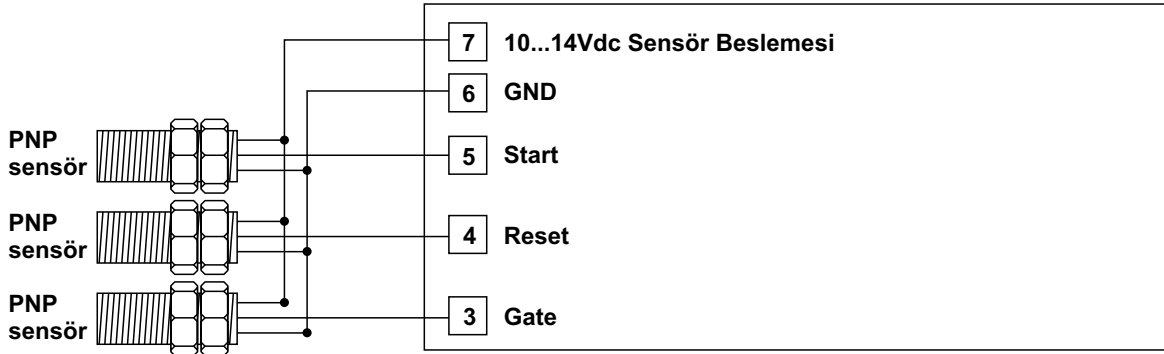 7 10...14Vdc Sensör Beslemesi
6 GND
PNP
sensör
5 Start
PNP
sensör
4 Reset
PNP
sensör
3 Gate